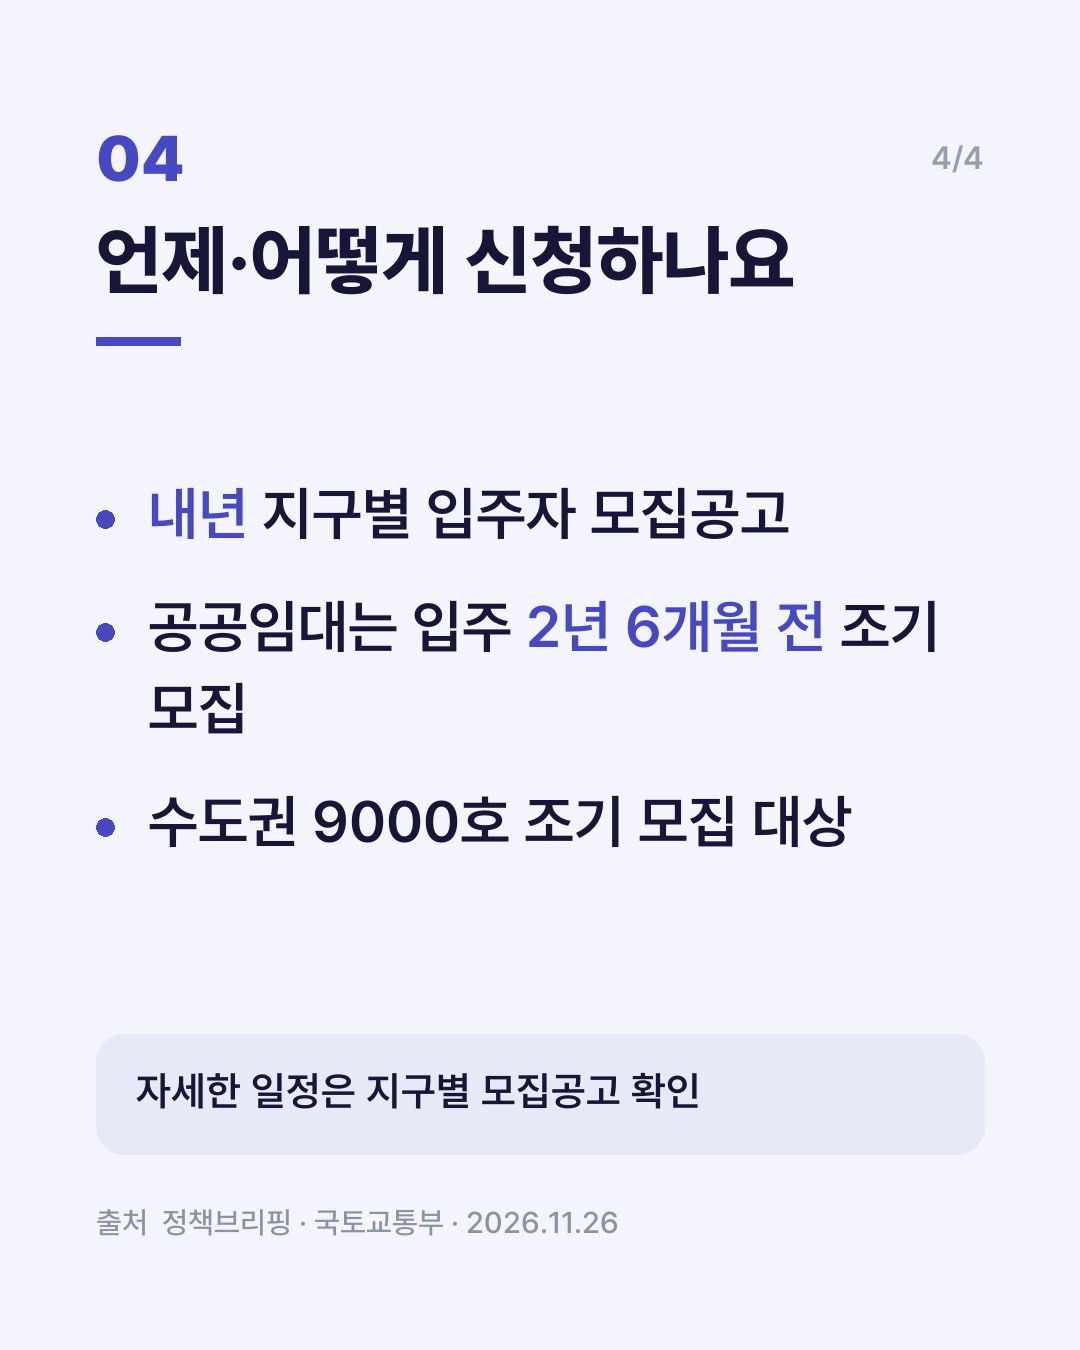 04
4/4
언제·어떻게 신청하나요
내년 지구별 입주자 모집공고
공공임대는 입주 2년 6개월 전 조기
모집
수도권 9000호 조기 모집 대상
자세한 일정은 지구별 모집공고 확인
출처 정책브리핑 · 국토교통부 · 2026.11.26